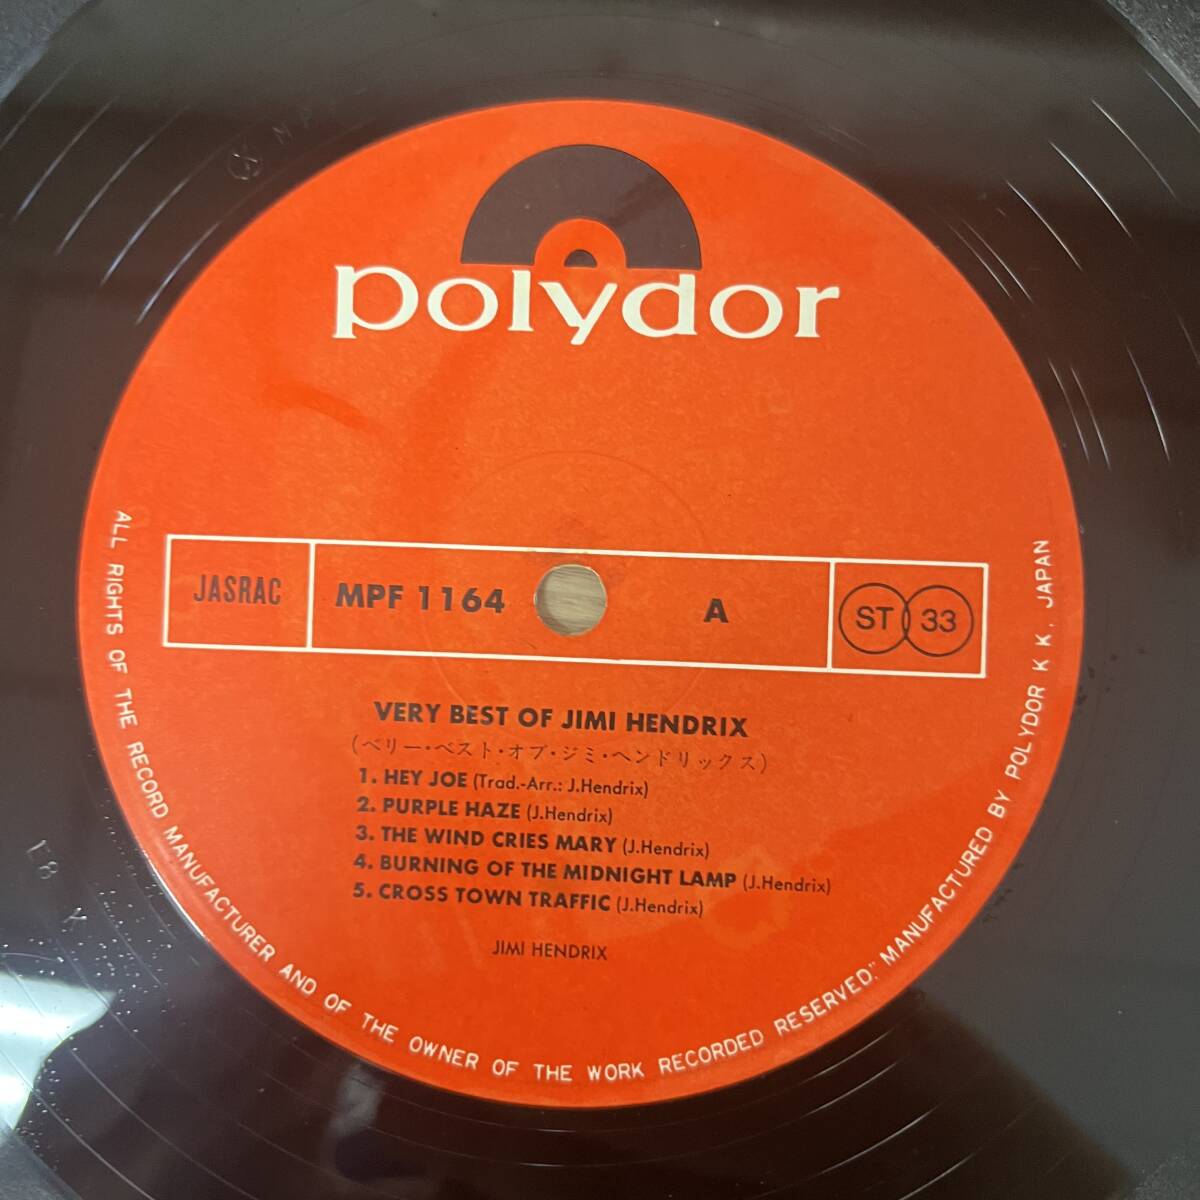 polydor
JASRAC
MPF 1164
A
ST 33
VERY BEST OF JIMI HENDRIX
(ベリー・ベスト・オブ・ジミ・ヘンドリックス)
1. HEY JOE (Trad.-Arr.: J.Hendrix)
2. PURPLE HAZE (J.Hendrix)
3. THE WIND CRIES MARY (J.Hendrix)
4. BURNING OF THE MIDNIGHT LAMP (J.Hendrix)
5. CROSS TOWN TRAFFIC (J.Hendrix)
JIMI HENDRIX
ALL RIGHTS OF THE RECORD MANUFACTURER AND OF THE OWNER OF THE WORK RECORDED RESERVED." MANUFACTURED BY POLYDOR K K. JAPAN